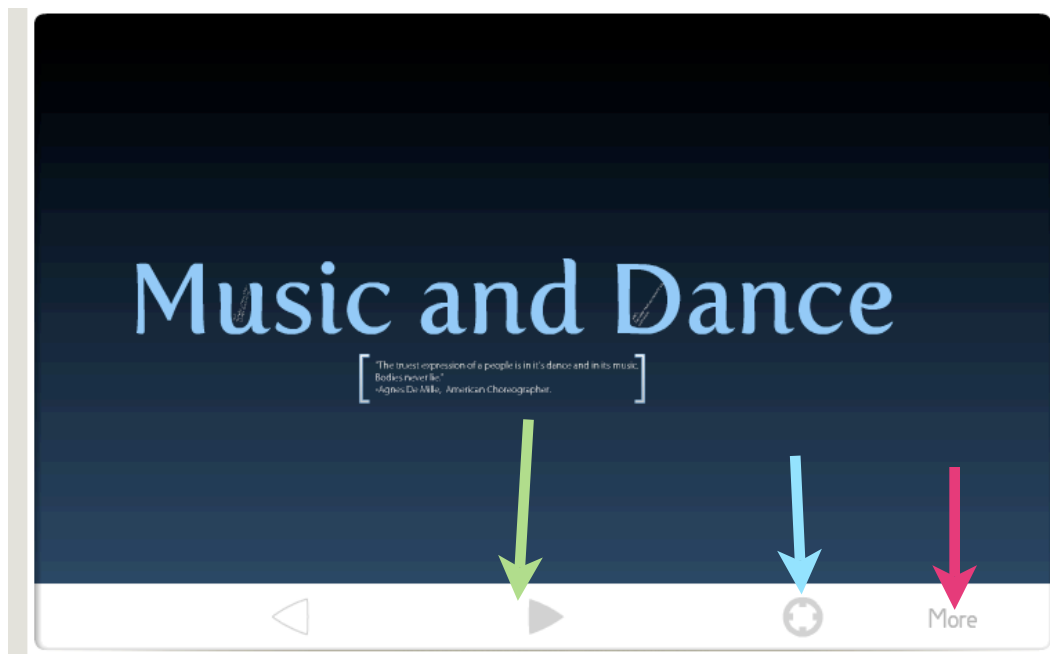 Music and Dance
"The truest expression of a people is in it's dance and in its music.
Bodies never lie."
-Agnes De Mille, American Choreographer.
More